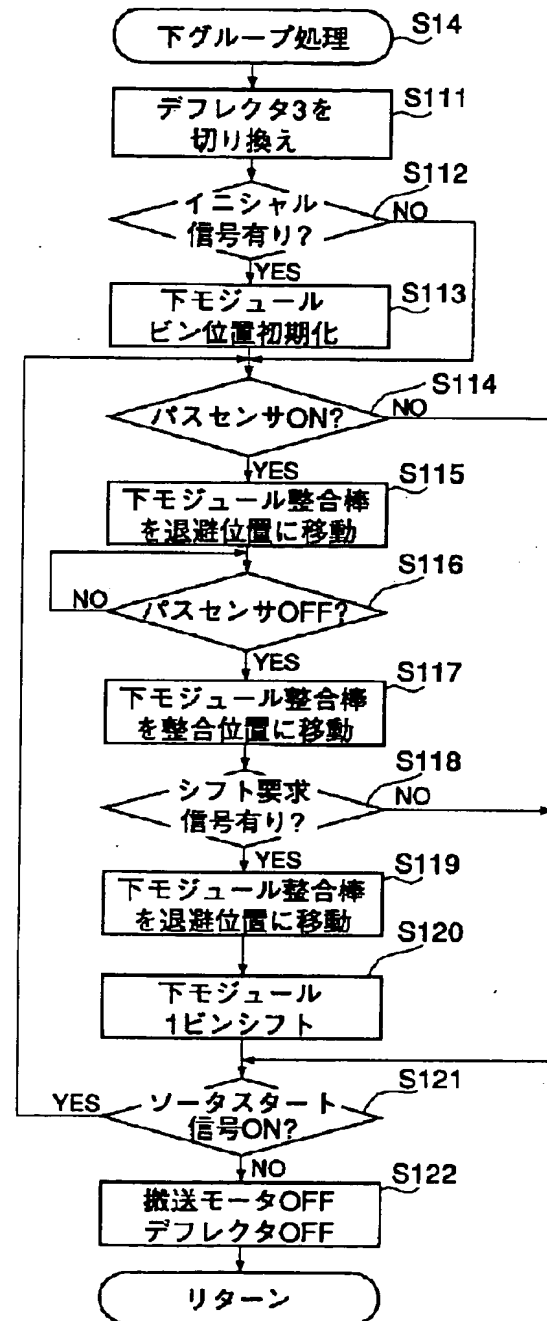 下グループ処理
S14
デフレクタ3を
切り換え
S111
イニシャル
信号有り?
S112
NO
YES
下モジュール
ビン位置初期化
S113
パスセンサON?
S114
NO
YES
下モジュール整合棒
を退避位置に移動
S115
パスセンサOFF?
S116
NO
YES
下モジュール整合棒
を整合位置に移動
S117
シフト要求
信号有り?
S118
NO
YES
下モジュール整合棒
を退避位置に移動
S119
下モジュール
1ビンシフト
S120
ソータスタート
信号ON?
S121
YES
NO
搬送モータOFF
デフレクタOFF
S122
リターン